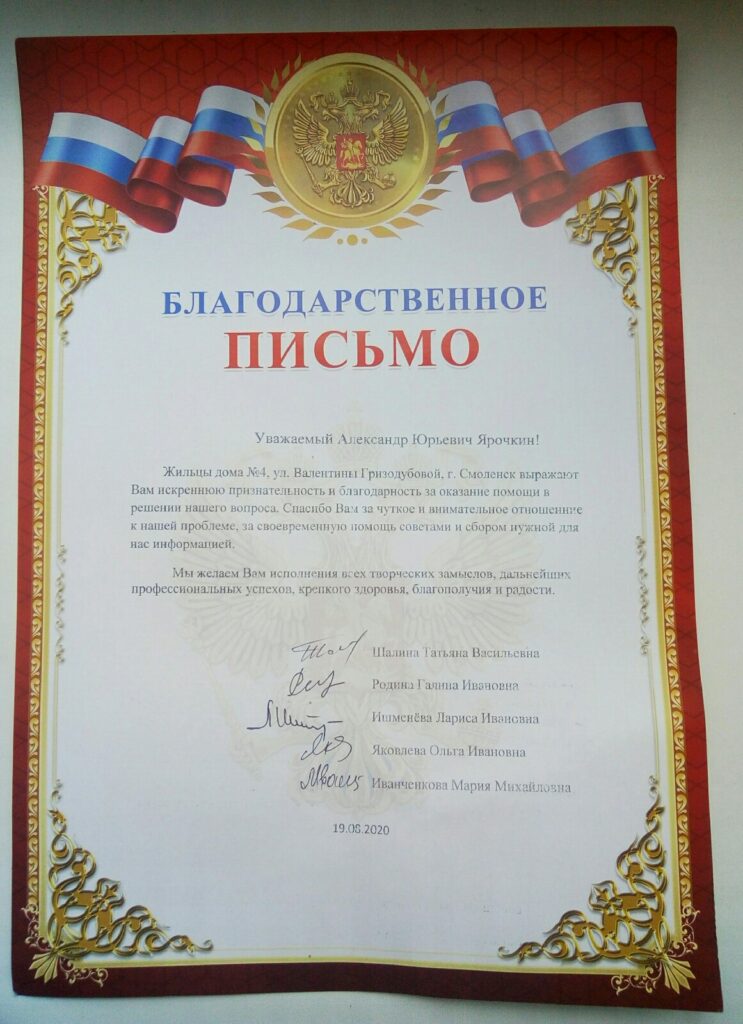 БЛАГОДАРСТВЕННОЕ
ПИСЬМО
Уважаемый Александр Юрьевич Ярочкин!
Жильцы дома №4, ул. Валентины Гризодубовой, г. Смоленск выражают
Вам искреннюю признательность и благодарность за оказание помощи в
решении нашего вопроса. Спасибо Вам за чуткое и внимательное отношение
к нашей проблеме, за своевременную помощь советами и сбором нужной для
нас информацией.
Мы желаем Вам исполнения всех творческих замыслов, дальнейших
профессиональных успехов, крепкого здоровья, благополучия и радости.
Шалина Татьяна Васильевна
Родина Галина Ивановна
Ишменёва Лариса Ивановна
Яковлева Ольга Ивановна
Иванченкова Мария Михайловна
19.08.2020